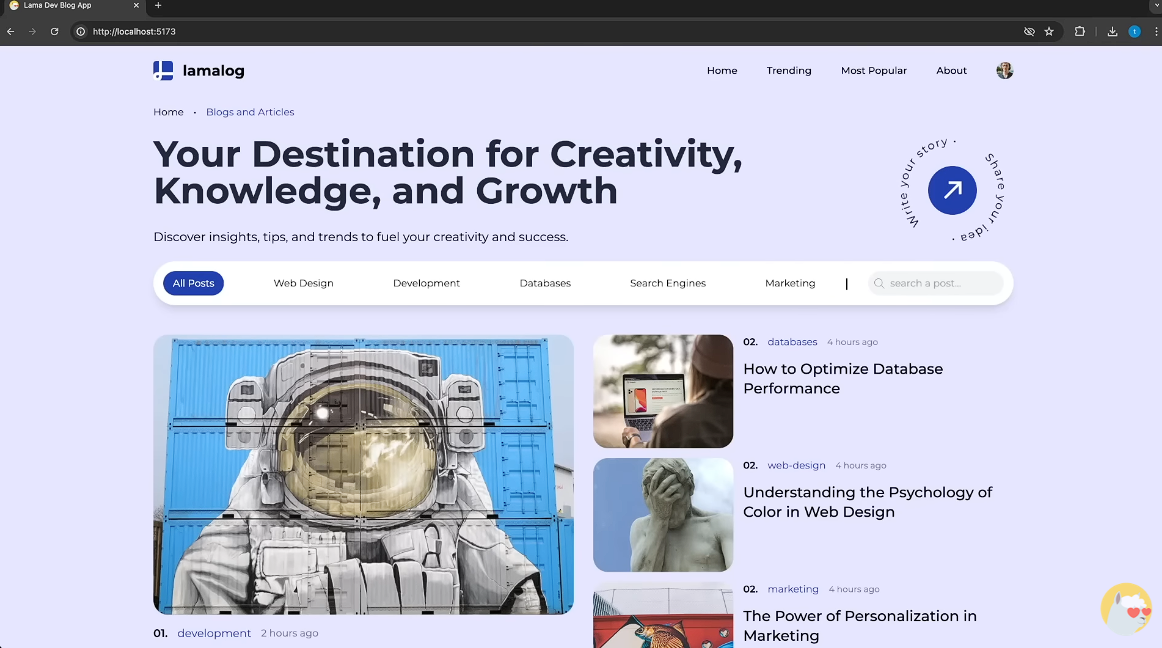 Lama Dev Blog App
http://localhost:5173
lamalog
Home
Trending
Most Popular
About
Home • Blogs and Articles
Your Destination for Creativity,
Knowledge, and Growth
Write your story • Share your idea •
Discover insights, tips, and trends to fuel your creativity and success.
All Posts
Web Design
Development
Databases
Search Engines
Marketing
|
search a post...
02. databases 4 hours ago
How to Optimize Database
Performance
02. web-design 4 hours ago
Understanding the Psychology of
Color in Web Design
02. marketing 4 hours ago
The Power of Personalization in
Marketing
01. development 2 hours ago